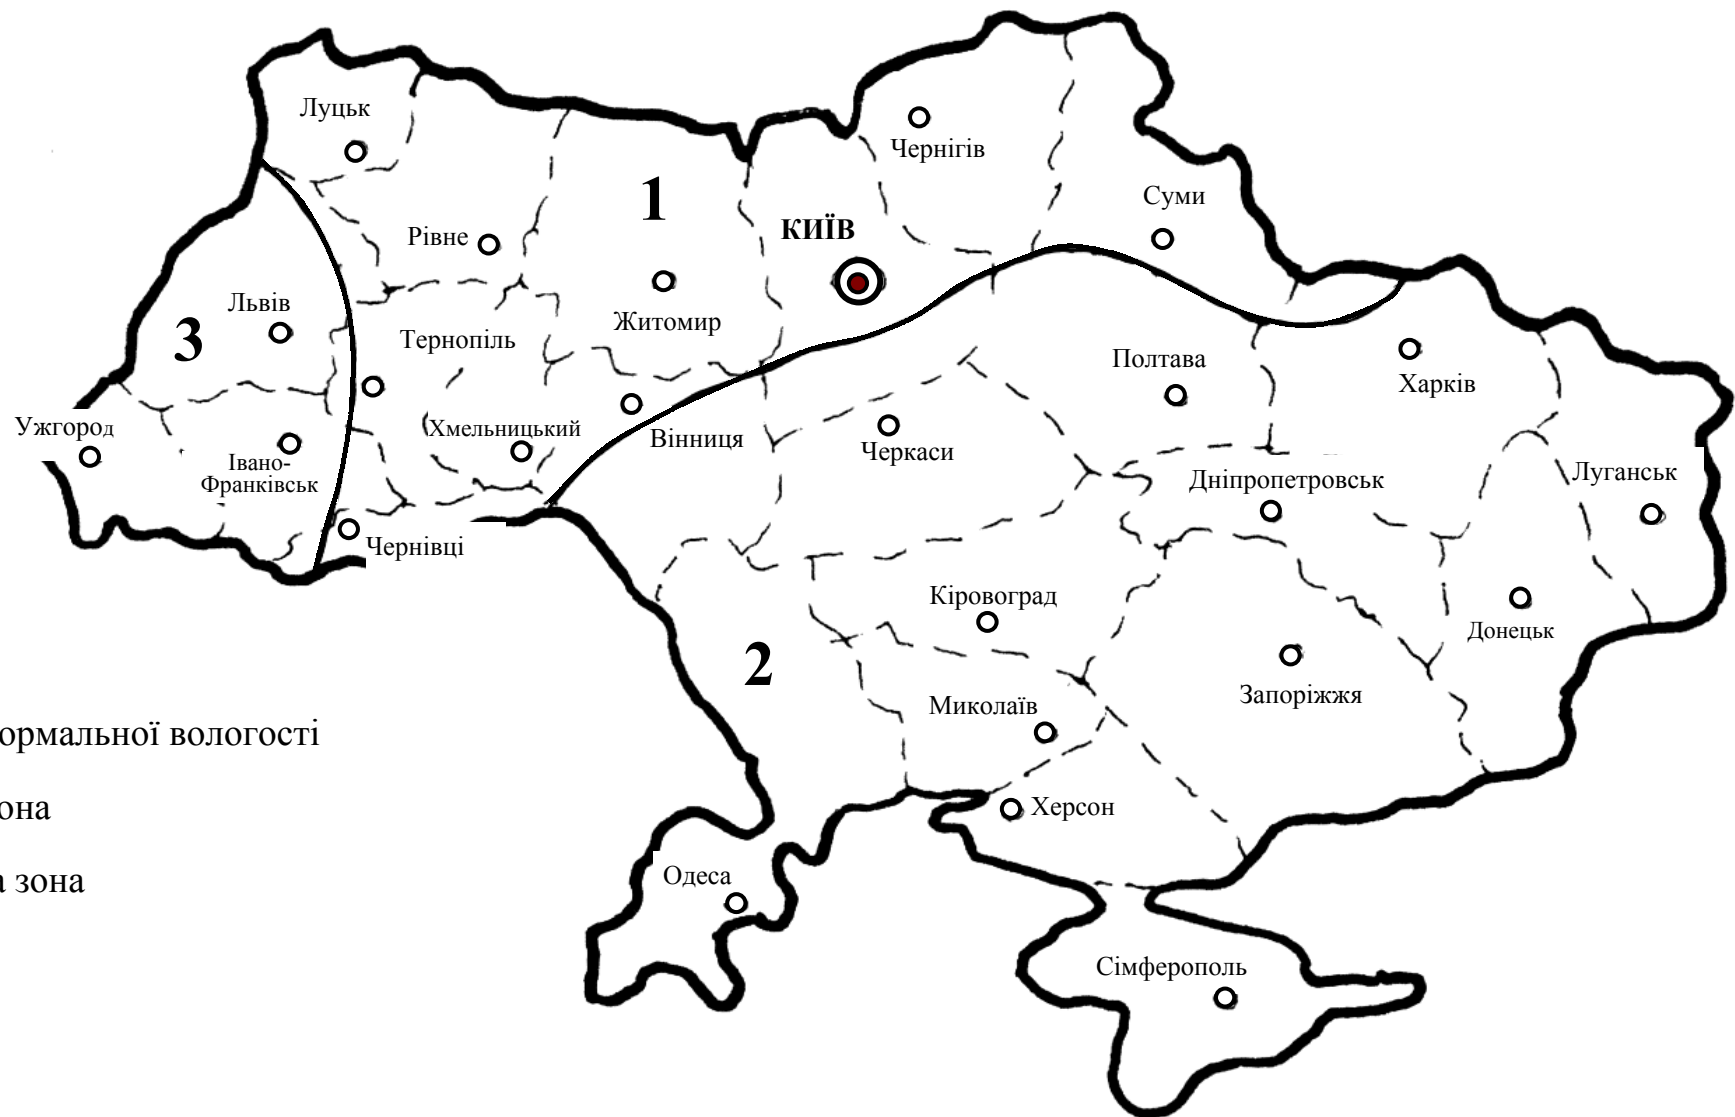 Луцьк
Чернігів
Суми
1
Рівне
КИЇВ
Львів
3
Житомир
Тернопіль
Полтава
Харків
Ужгород
Хмельницький
Вінниця
Черкаси
Івано-
Франківськ
Дніпропетровськ
Луганськ
Чернівці
Кіровоград
Донецьк
2
Запоріжжя
Миколаїв
ормальної вологості
она
Херсон
а зона
Одеса
Сімферополь